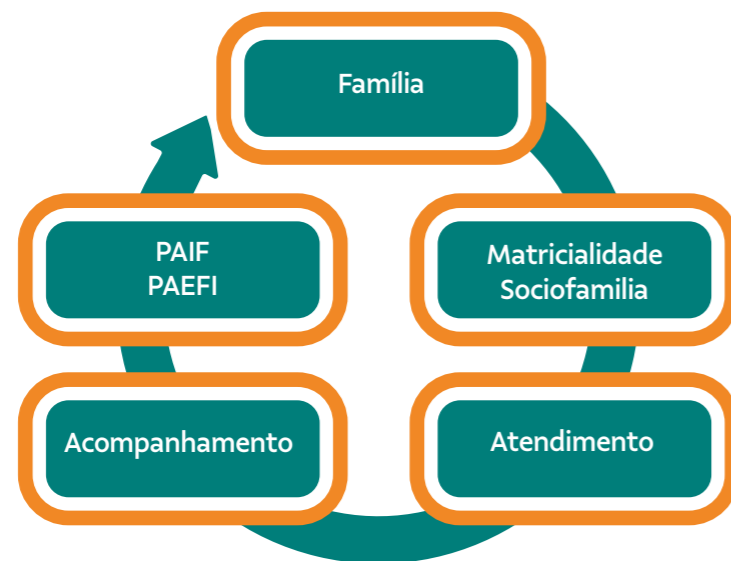 Família
Matricialidade
Sociofamilia
Atendimento
Acompanhamento
PAIF
PAEFI